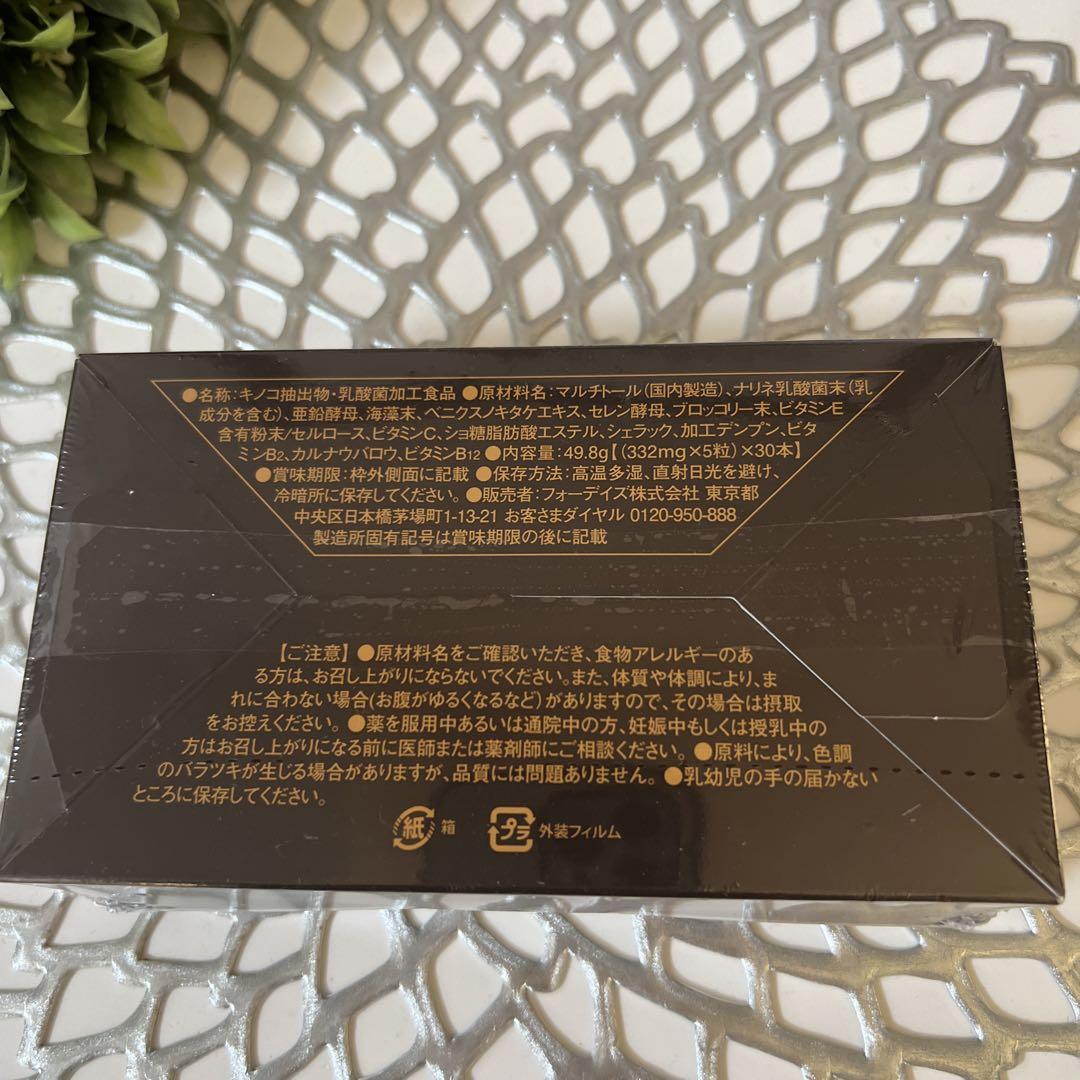 ●名称:キノコ抽出物・乳酸菌加工食品 ●原材料名:マルチトール(国内製造)、ナリネ乳酸菌末(乳
成分を含む)、亜鉛酵母、海藻末、ベニクスノキタケエキス、セレン酵母、ブロッコリー末、ビタミンE
含有粉末/セルロース、ビタミンC、ショ糖脂肪酸エステル、シェラック、加工デンプン、ビタ
ミンB2、カルナウバロウ、ビタミンB12 ●内容量:49.8g【(332mg×5粒)×30本】
●賞味期限:枠外側面に記載 ●保存方法:高温多湿、直射日光を避け、
冷暗所に保存してください。●販売者:フォーデイズ株式会社 東京都
中央区日本橋茅場町1-13-21 お客さまダイヤル 0120-950-888
製造所固有記号は賞味期限の後に記載
【ご注意】●原材料名をご確認いただき、食物アレルギーのあ
る方は、お召し上がりにならないでください。また、体質や体調により、ま
れに合わない場合(お腹がゆるくなるなど)がありますので、その場合は摂取
をお控えください。●薬を服用中あるいは通院中の方、妊娠中もしくは授乳中の
方はお召し上がりになる前に医師または薬剤師にご相談ください。●原料により、色調
のバラツキが生じる場合がありますが、品質には問題ありません。●乳幼児の手の届かない
ところに保存してください。
紙 箱 プラ 外装フィルム